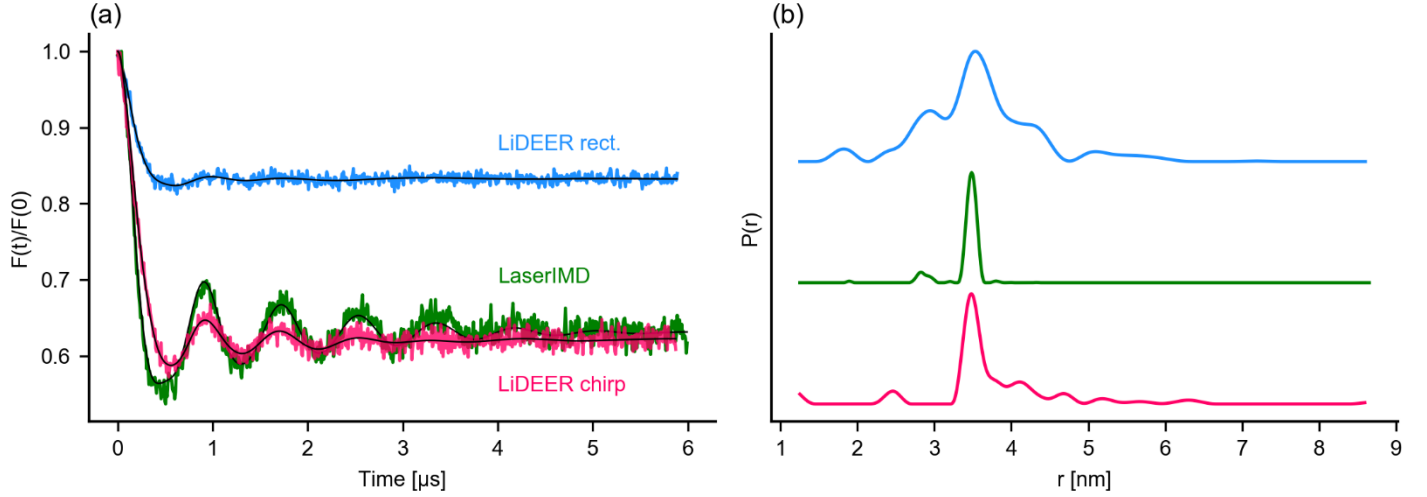 (a)
F(t)/F(0)
1.0
0.9
0.8
0.7
0.6
LiDEER rect.
LaserIMD
LiDEER chirp
0 1 2 3 4 5 6
Time [µs]
(b)
P(r)
1 2 3 4 5 6 7 8 9
r [nm]